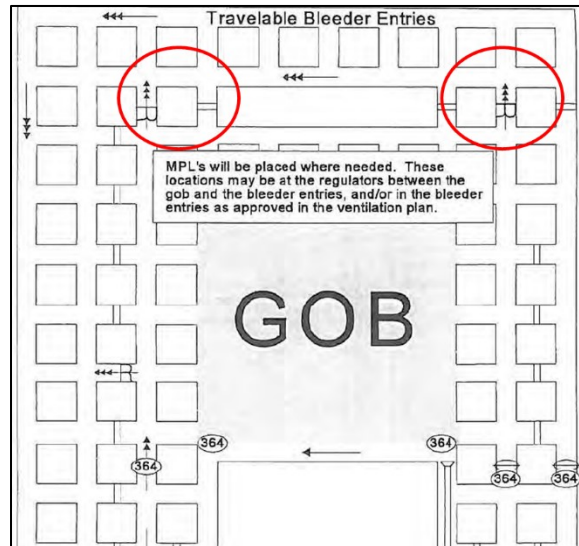 Travelable Bleeder Entries
MPL's will be placed where needed. These
locations may be at the regulators between the
gob and the bleeder entries, and/or in the bleeder
entries as approved in the ventilation plan.
GOB
364
364
364
364
364